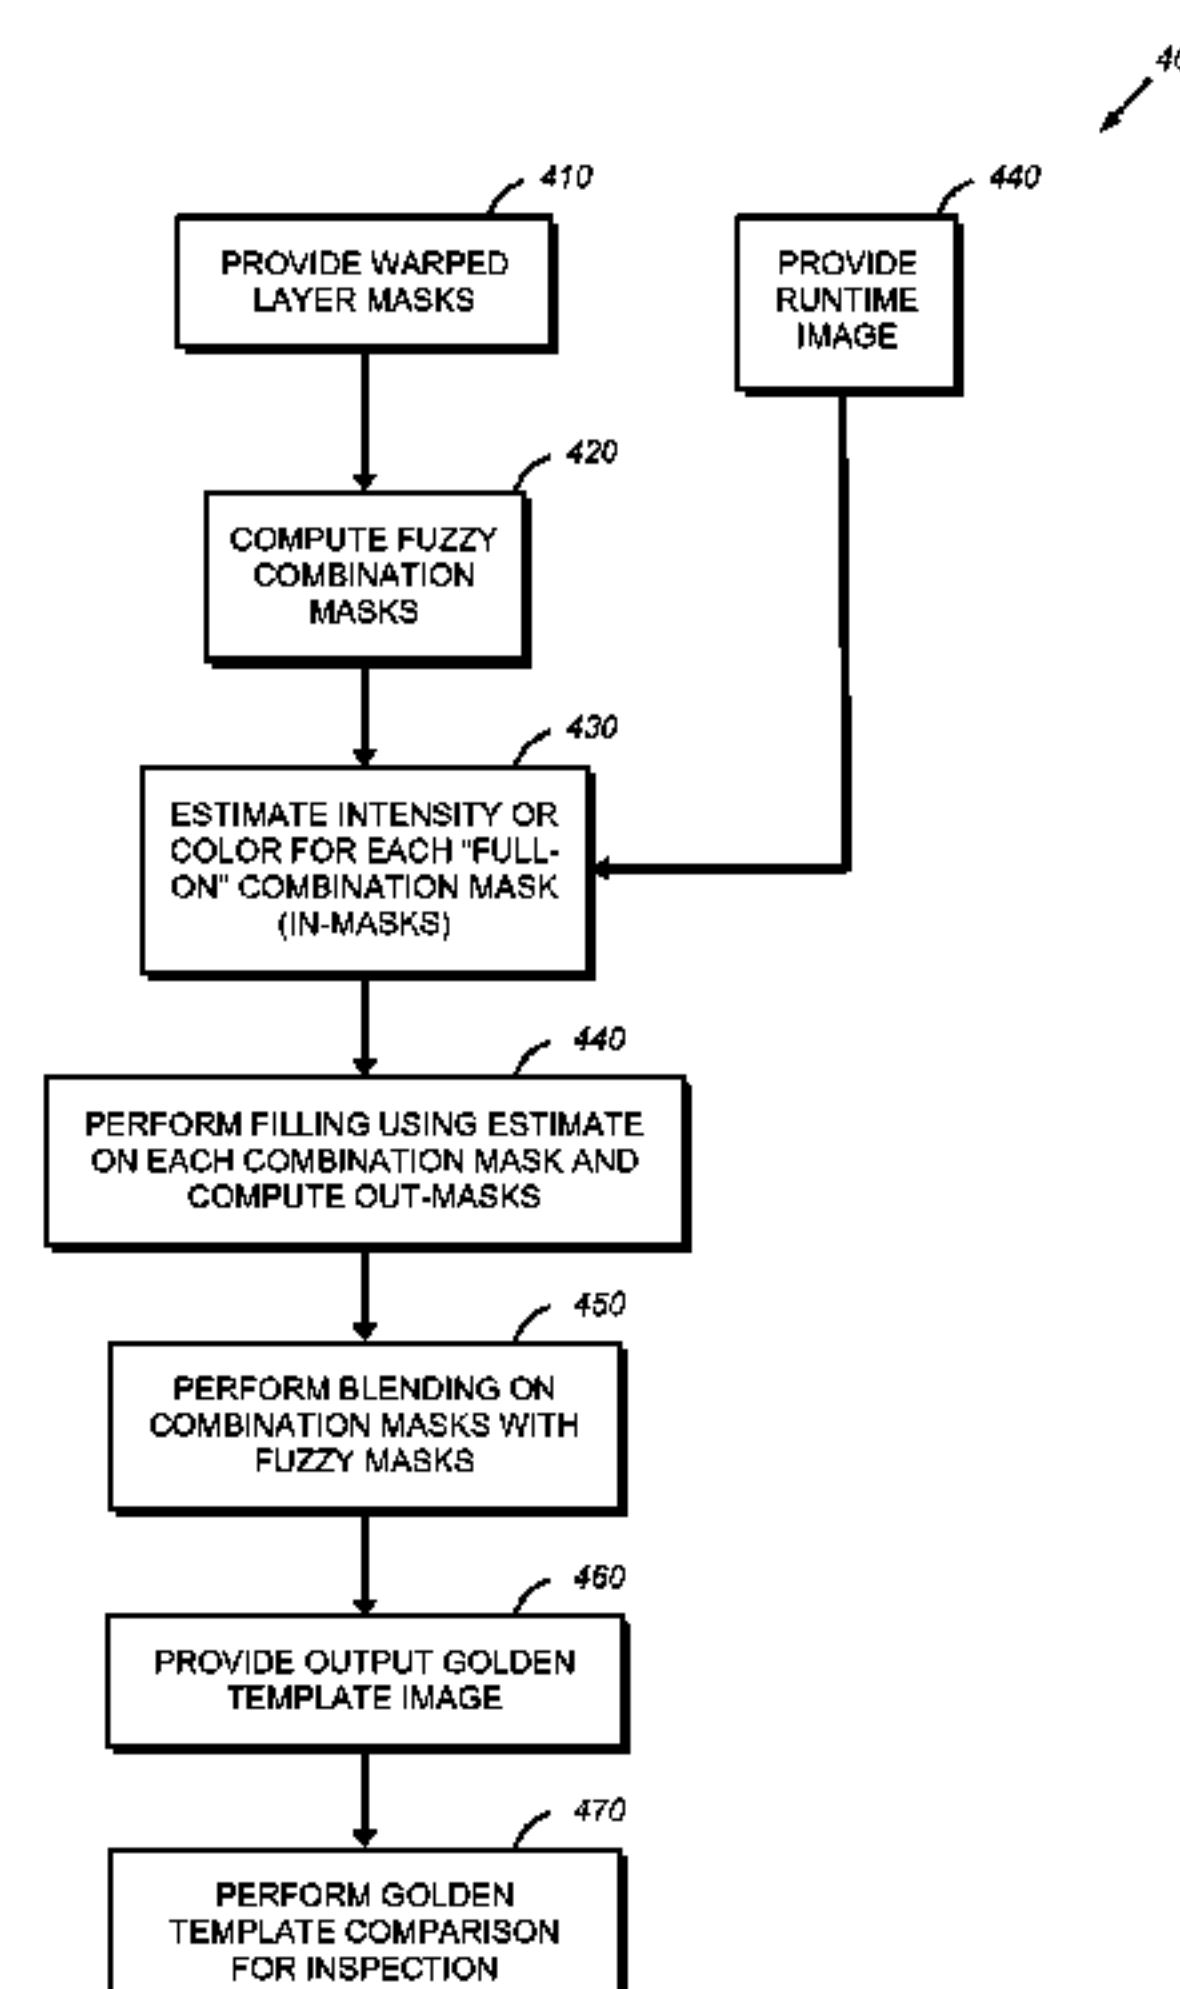 410
440
PROVIDE WARPED
LAYER MASKS
PROVIDE
RUNTIME
IMAGE
420
COMPUTE FUZZY
COMBINATION
MASKS
430
ESTIMATE INTENSITY OR
COLOR FOR EACH "FULL-
ON" COMBINATION MASK
(IN-MASKS)
440
PERFORM FILLING USING ESTIMATE
ON EACH COMBINATION MASK AND
COMPUTE OUT-MASKS
450
PERFORM BLENDING ON
COMBINATION MASKS WITH
FUZZY MASKS
460
PROVIDE OUTPUT GOLDEN
TEMPLATE IMAGE
470
PERFORM GOLDEN
TEMPLATE COMPARISON
FOR INSPECTION